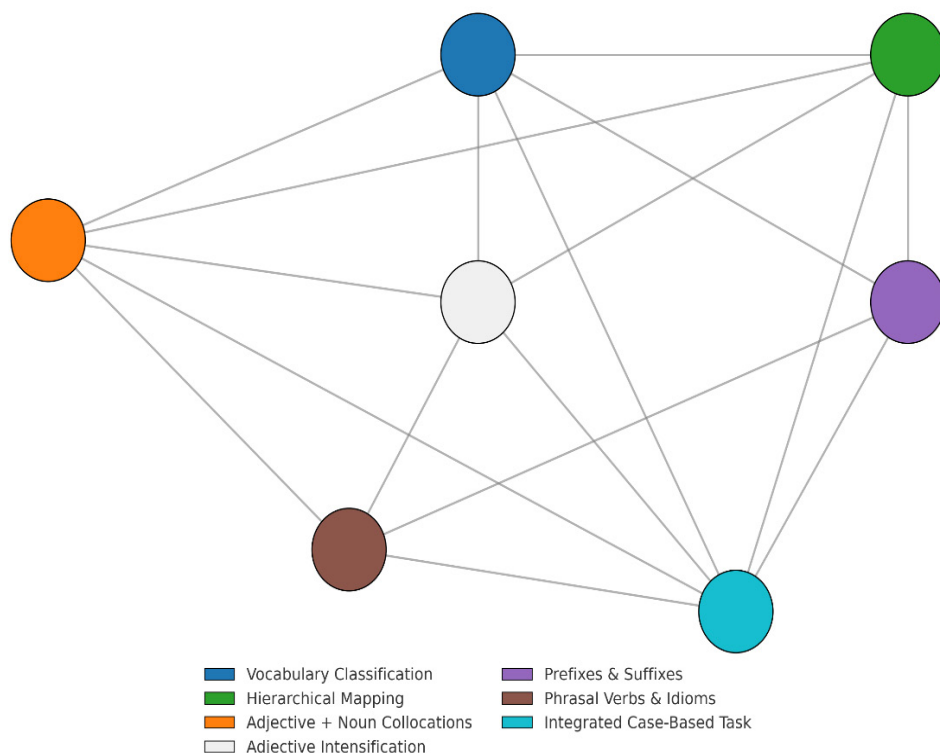 Vocabulary Classification
Hierarchical Mapping
Adjective + Noun Collocations
Adjective Intensification
Prefixes & Suffixes
Phrasal Verbs & Idioms
Integrated Case-Based Task